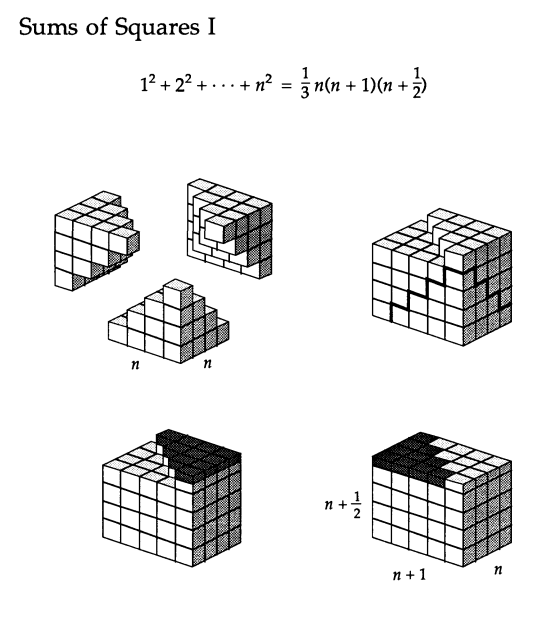 Sums of Squares I
1² + 2² + · · · + n² = 1/3 n(n + 1)(n + 1/2)
n n
n + 1/2
n + 1 n